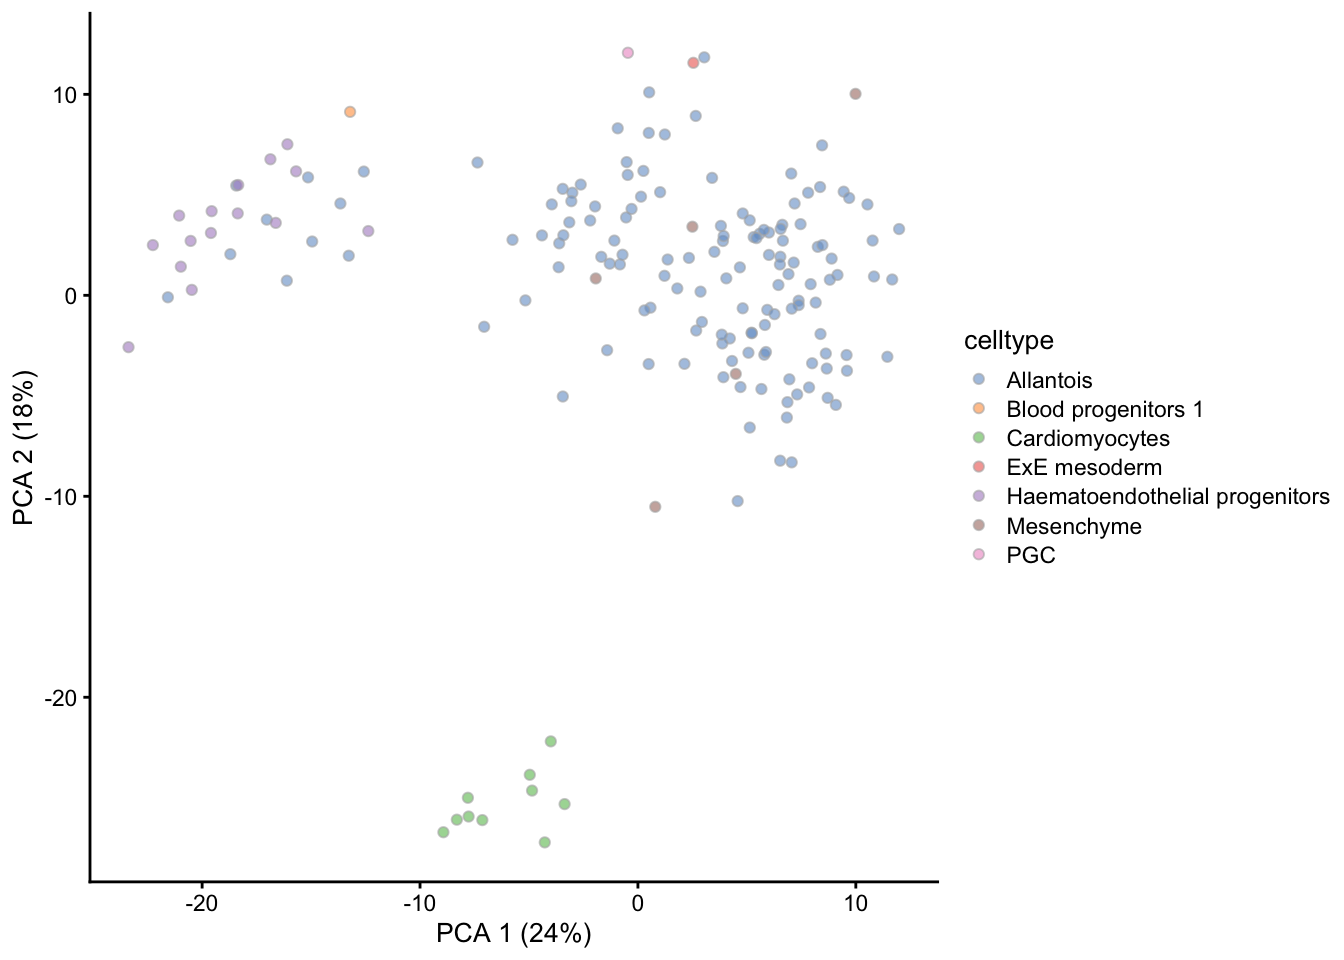 10
0
-10
-20
PCA 2 (18%)
-20
-10
0
10
PCA 1 (24%)
celltype
Allantois
Blood progenitors 1
Cardiomyocytes
ExE mesoderm
Haematoendothelial progenitors
Mesenchyme
PGC